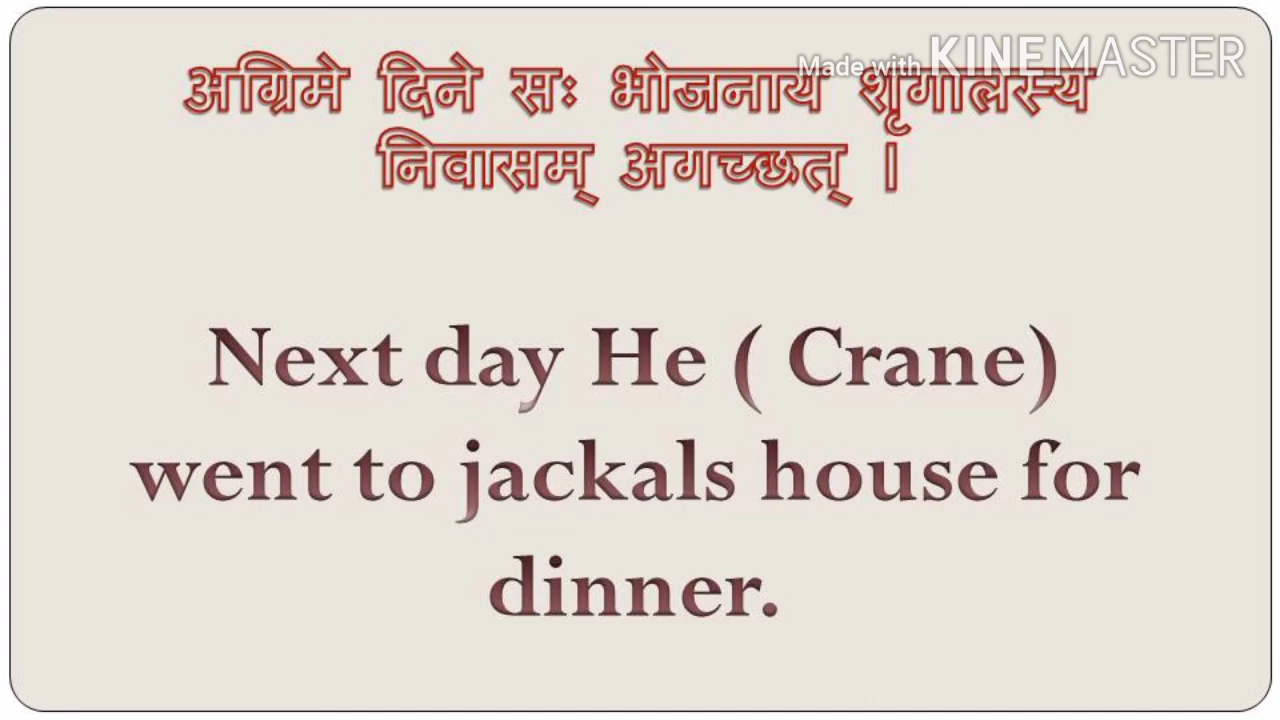 Made with KINEMASTER
अग्रिमे दिने सः भोजनाय शृगालस्य
निवासम् अगच्छत् ।
Next day He ( Crane)
went to jackals house for
dinner.